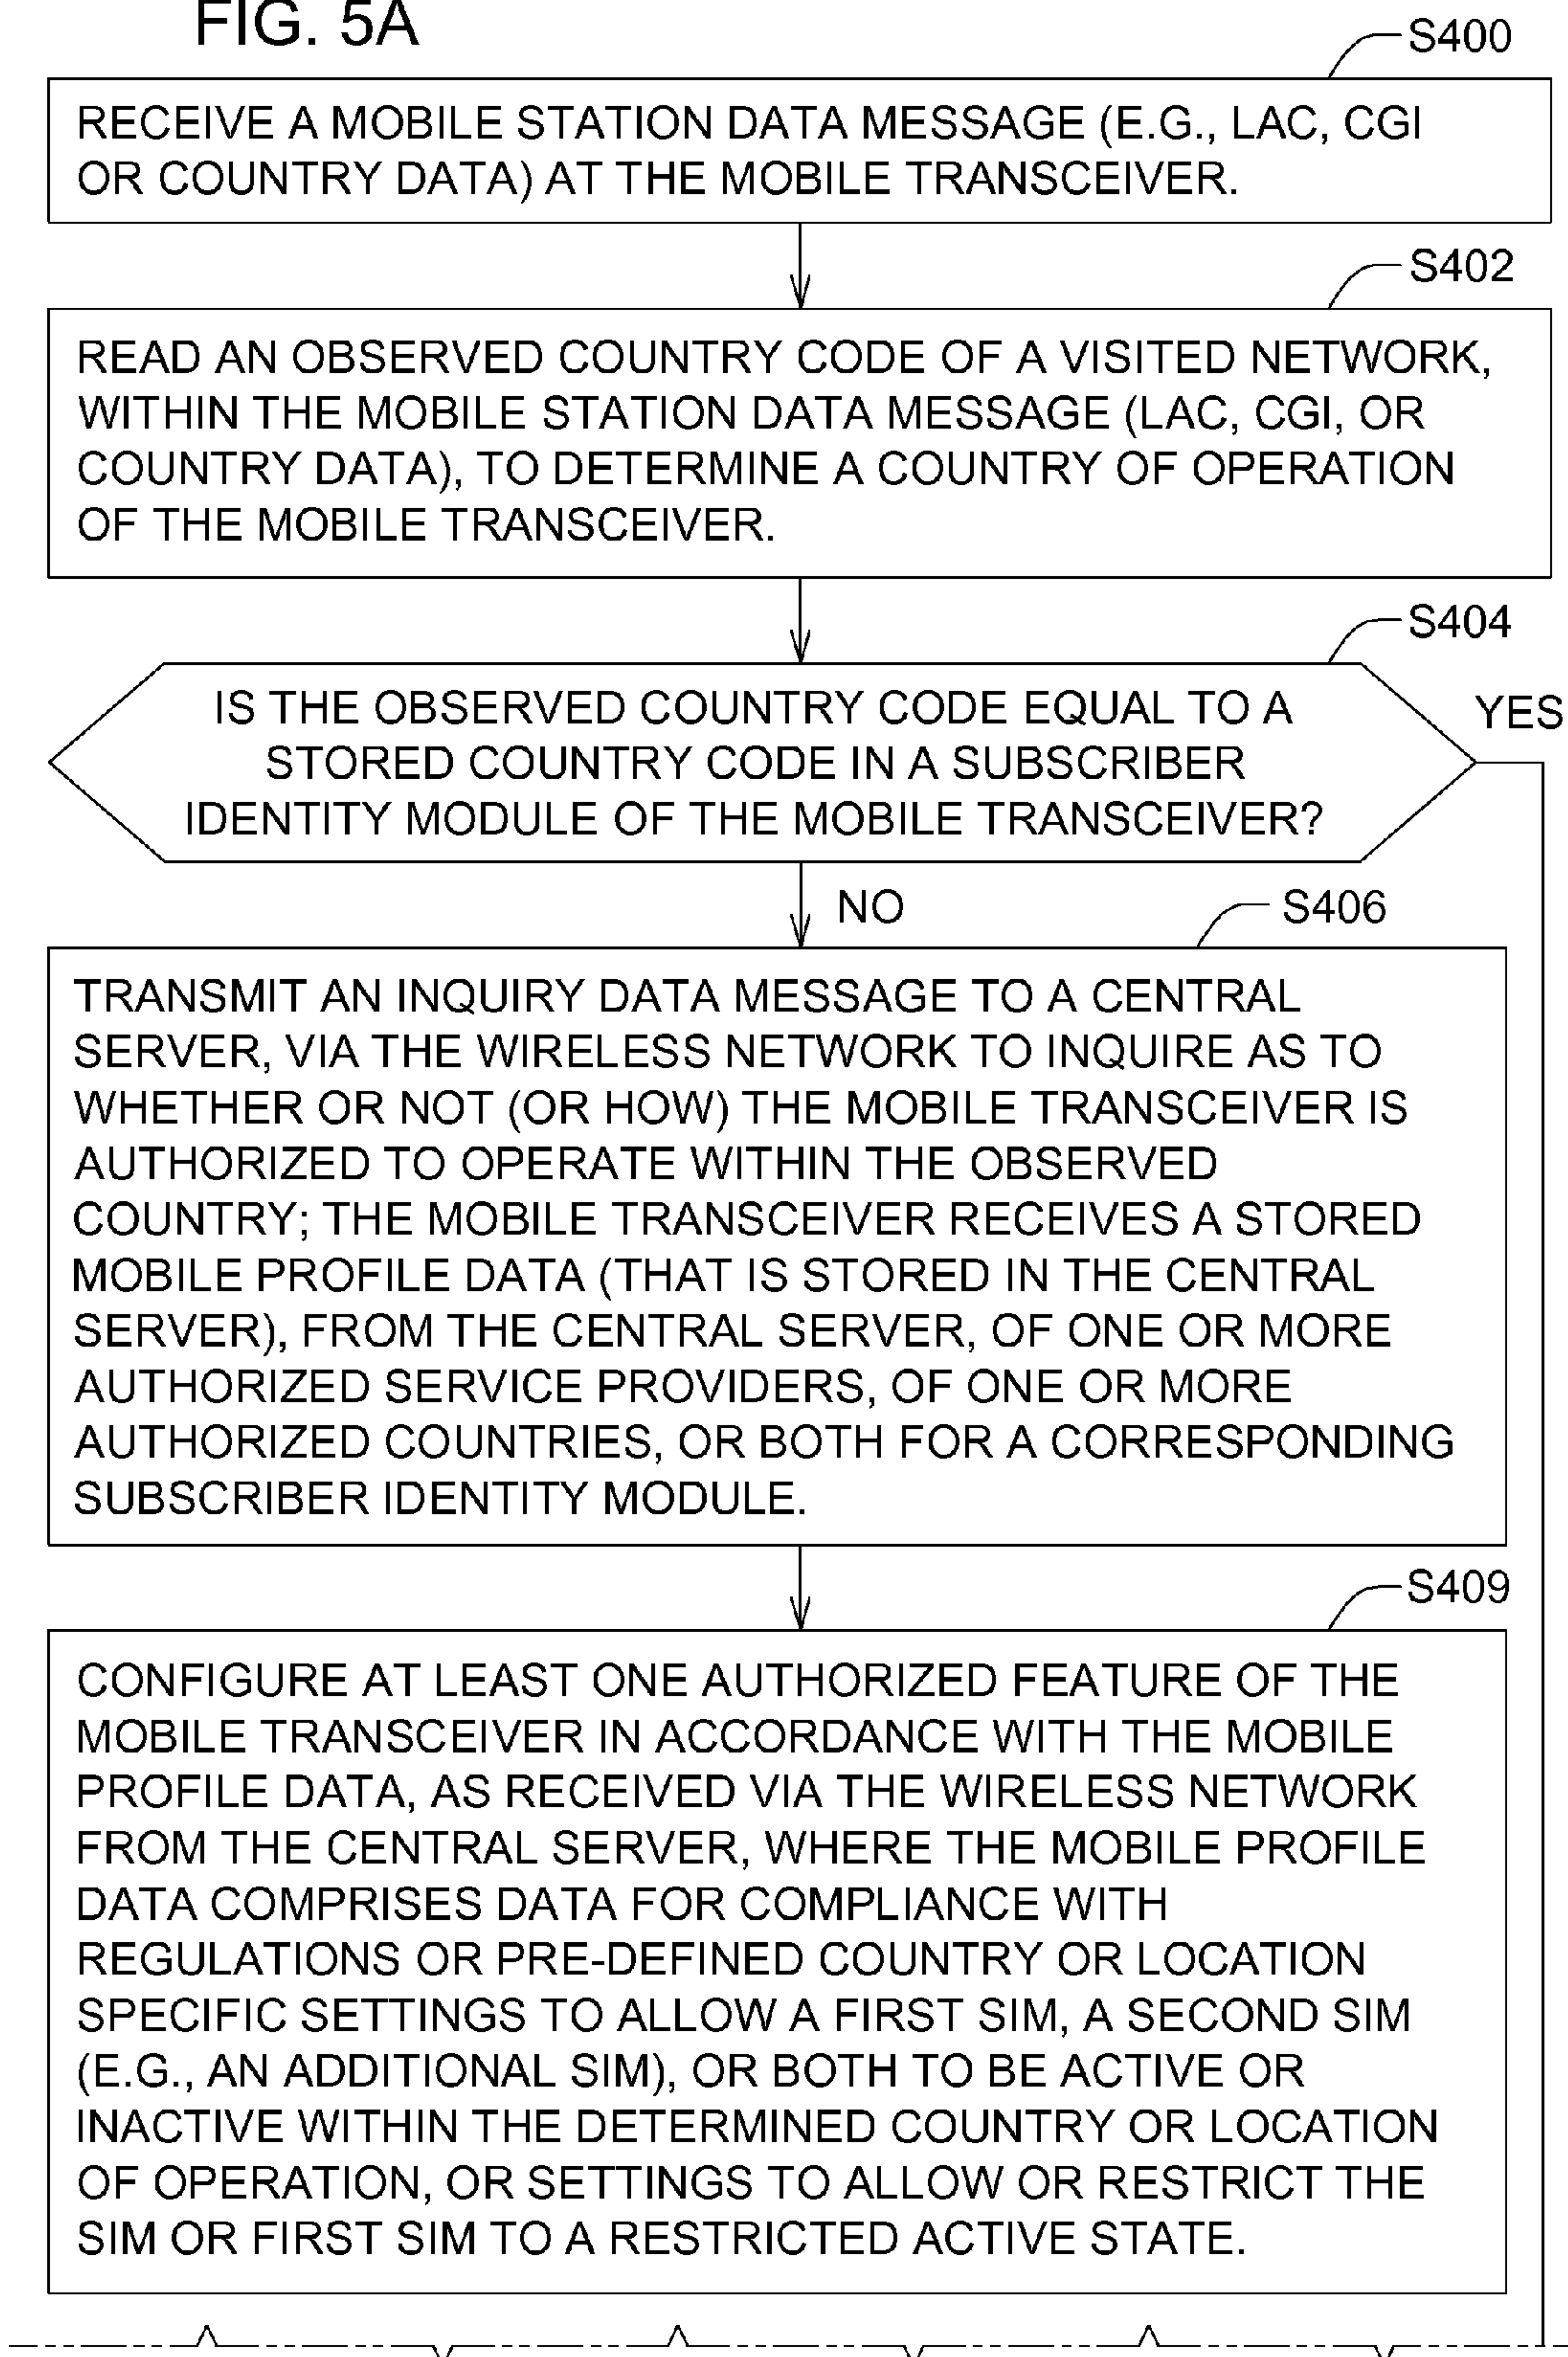 FIG. 5A
S400
RECEIVE A MOBILE STATION DATA MESSAGE (E.G., LAC, CGI
OR COUNTRY DATA) AT THE MOBILE TRANSCEIVER.
S402
READ AN OBSERVED COUNTRY CODE OF A VISITED NETWORK,
WITHIN THE MOBILE STATION DATA MESSAGE (LAC, CGI, OR
COUNTRY DATA), TO DETERMINE A COUNTRY OF OPERATION
OF THE MOBILE TRANSCEIVER.
S404
IS THE OBSERVED COUNTRY CODE EQUAL TO A
STORED COUNTRY CODE IN A SUBSCRIBER
IDENTITY MODULE OF THE MOBILE TRANSCEIVER?
YES
NO
S406
TRANSMIT AN INQUIRY DATA MESSAGE TO A CENTRAL
SERVER, VIA THE WIRELESS NETWORK TO INQUIRE AS TO
WHETHER OR NOT (OR HOW) THE MOBILE TRANSCEIVER IS
AUTHORIZED TO OPERATE WITHIN THE OBSERVED
COUNTRY; THE MOBILE TRANSCEIVER RECEIVES A STORED
MOBILE PROFILE DATA (THAT IS STORED IN THE CENTRAL
SERVER), FROM THE CENTRAL SERVER, OF ONE OR MORE
AUTHORIZED SERVICE PROVIDERS, OF ONE OR MORE
AUTHORIZED COUNTRIES, OR BOTH FOR A CORRESPONDING
SUBSCRIBER IDENTITY MODULE.
S409
CONFIGURE AT LEAST ONE AUTHORIZED FEATURE OF THE
MOBILE TRANSCEIVER IN ACCORDANCE WITH THE MOBILE
PROFILE DATA, AS RECEIVED VIA THE WIRELESS NETWORK
FROM THE CENTRAL SERVER, WHERE THE MOBILE PROFILE
DATA COMPRISES DATA FOR COMPLIANCE WITH
REGULATIONS OR PRE-DEFINED COUNTRY OR LOCATION
SPECIFIC SETTINGS TO ALLOW A FIRST SIM, A SECOND SIM
(E.G., AN ADDITIONAL SIM), OR BOTH TO BE ACTIVE OR
INACTIVE WITHIN THE DETERMINED COUNTRY OR LOCATION
OF OPERATION, OR SETTINGS TO ALLOW OR RESTRICT THE
SIM OR FIRST SIM TO A RESTRICTED ACTIVE STATE.